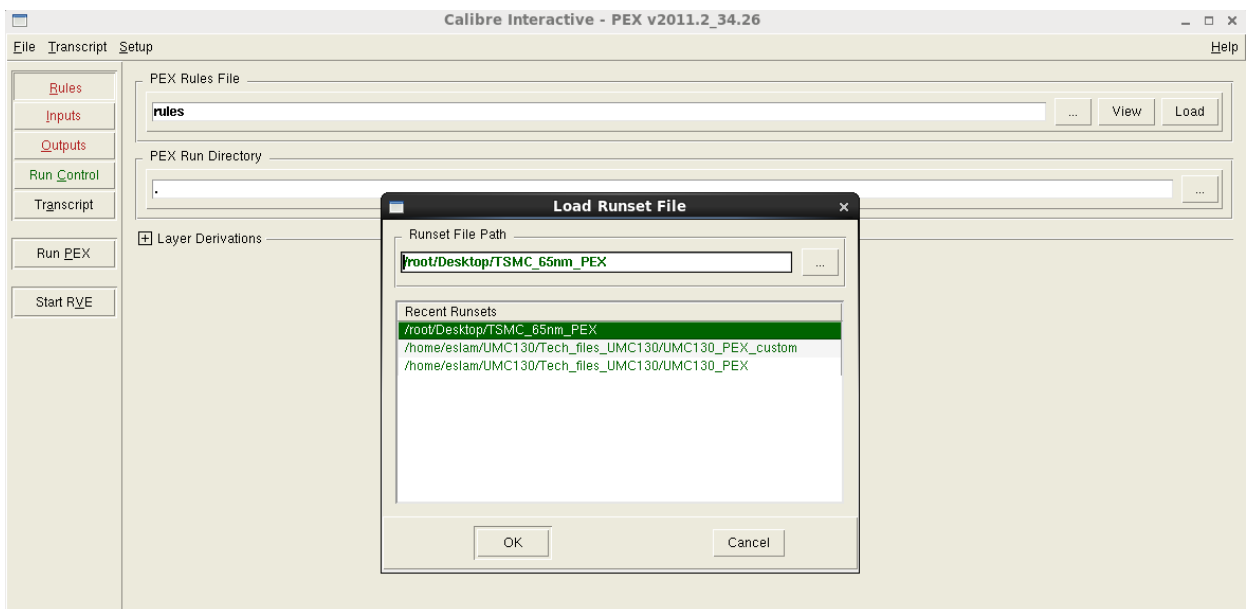 Calibre Interactive - PEX v2011.2_34.26
File Transcript Setup Help
Rules
Inputs
Outputs
Run Control
Transcript
Run PEX
Start RVE
PEX Rules File
rules
... View Load
PEX Run Directory
.
...
Layer Derivations
Load Runset File
Runset File Path
/root/Desktop/TSMC_65nm_PEX
...
Recent Runsets
/root/Desktop/TSMC_65nm_PEX
/home/eslam/UMC130/Tech_files_UMC130/UMC130_PEX_custom
/home/eslam/UMC130/Tech_files_UMC130/UMC130_PEX
OK Cancel